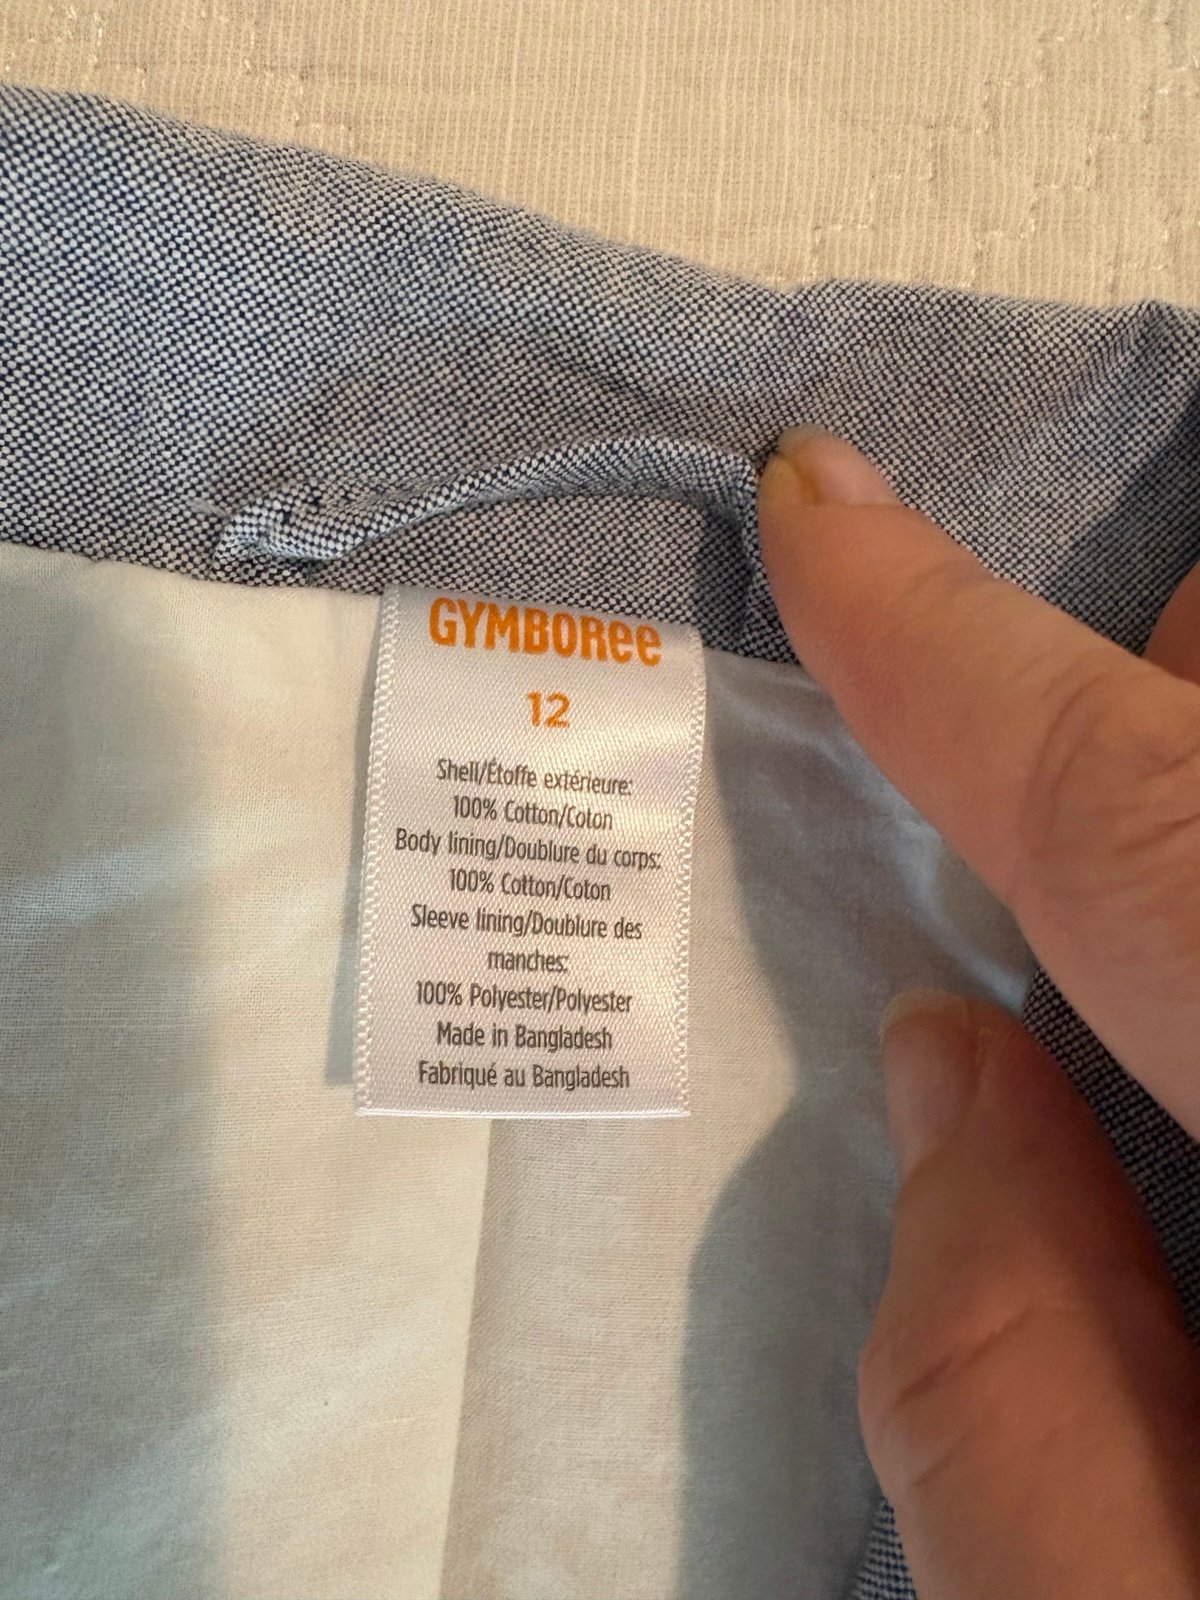 GYMBOREE
12
Shell/Étoffe extérieure:
100% Cotton/Coton
Body lining/Doublure du corps:
100% Cotton/Coton
Sleeve lining/Doublure des
manches:
100% Polyester/Polyester
Made in Bangladesh
Fabriqué au Bangladesh